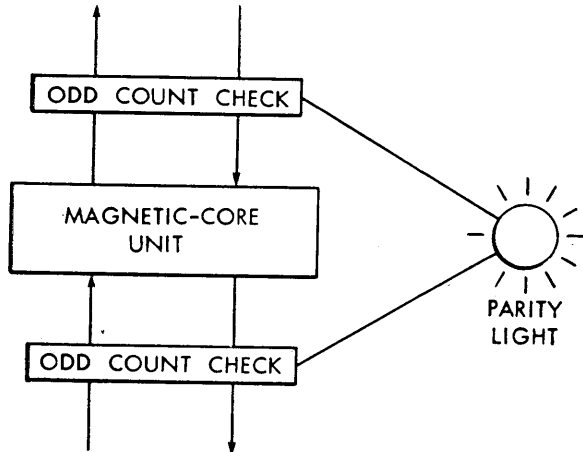 ODD COUNT CHECK
MAGNETIC-CORE
UNIT
PARITY
LIGHT
ODD COUNT CHECK